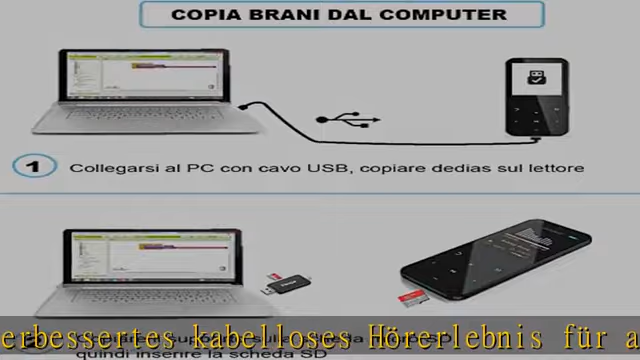 COPIA BRANI DAL COMPUTER
1 Collegarsi al PC con cavo USB, copiare dedias sul lettore
erbessertes kabelloses Hörerlebnis für a
quindi inserire la scheda SD